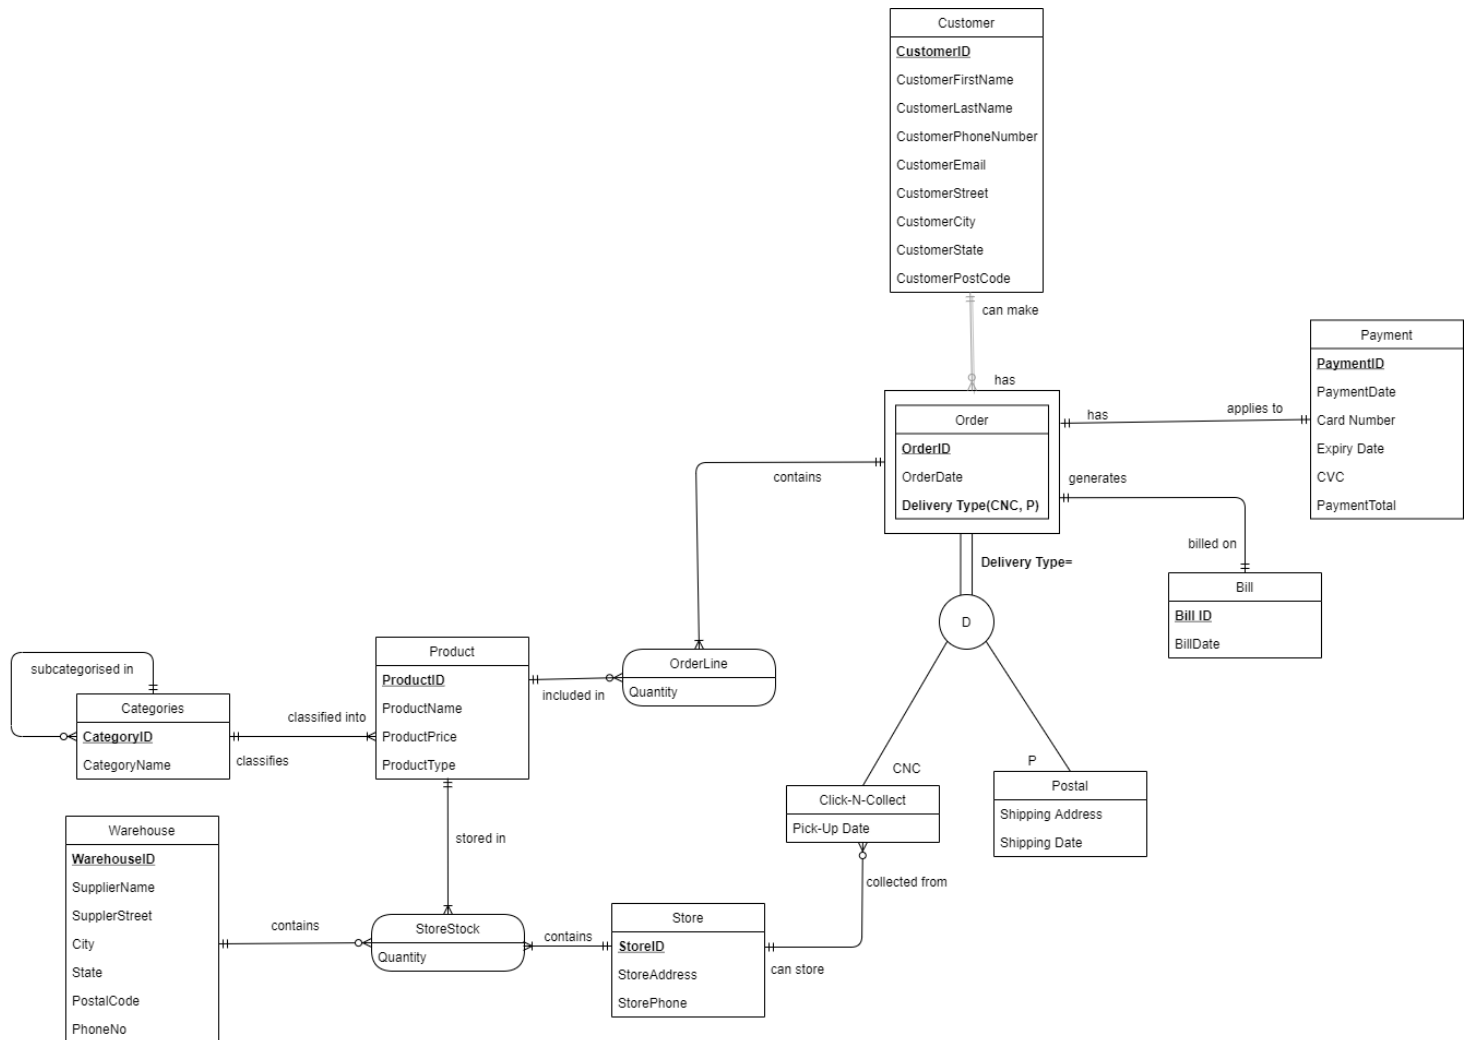 Customer
CustomerID
CustomerFirstName
CustomerLastName
CustomerPhoneNumber
CustomerEmail
CustomerStreet
CustomerCity
CustomerState
CustomerPostCode
can make
has
Order
OrderID
OrderDate
Delivery Type(CNC, P)
has
applies to
Payment
PaymentID
PaymentDate
Card Number
Expiry Date
CVC
PaymentTotal
contains
generates
billed on
Bill
Bill ID
BillDate
Delivery Type=
D
subcategorised in
Categories
CategoryID
CategoryName
classified into
classifies
Product
ProductID
ProductName
ProductPrice
ProductType
included in
OrderLine
Quantity
CNC
P
Click-N-Collect
Pick-Up Date
Postal
Shipping Address
Shipping Date
stored in
collected from
Warehouse
WarehouseID
SupplierName
SupplerStreet
City
State
PostalCode
PhoneNo
contains
StoreStock
Quantity
contains
Store
StoreID
StoreAddress
StorePhone
can store